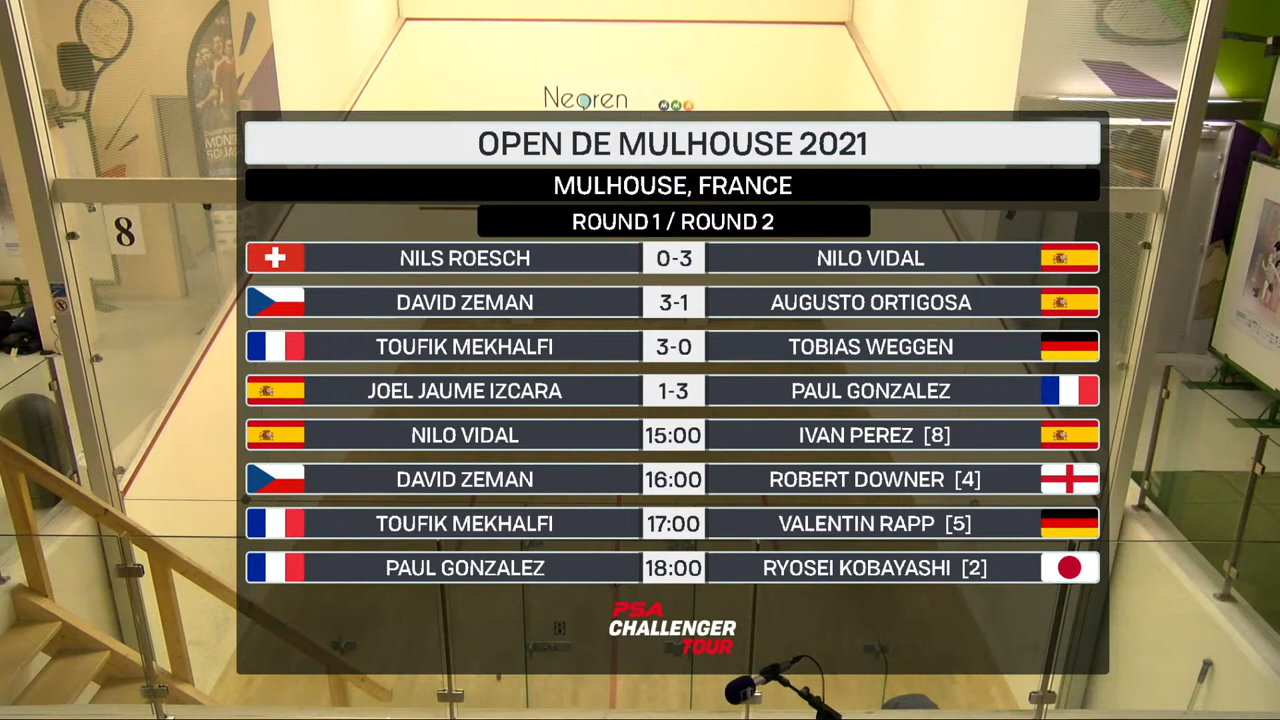 Neoren
MMA
8
OPEN DE MULHOUSE 2021
MULHOUSE, FRANCE
ROUND 1 / ROUND 2
NILS ROESCH 0-3 NILO VIDAL
DAVID ZEMAN 3-1 AUGUSTO ORTIGOSA
TOUFIK MEKHALFI 3-0 TOBIAS WEGGEN
JOEL JAUME IZCARA 1-3 PAUL GONZALEZ
NILO VIDAL 15:00 IVAN PEREZ [8]
DAVID ZEMAN 16:00 ROBERT DOWNER [4]
TOUFIK MEKHALFI 17:00 VALENTIN RAPP [5]
PAUL GONZALEZ 18:00 RYOSEI KOBAYASHI [2]
PSA
CHALLENGER
TOUR
8